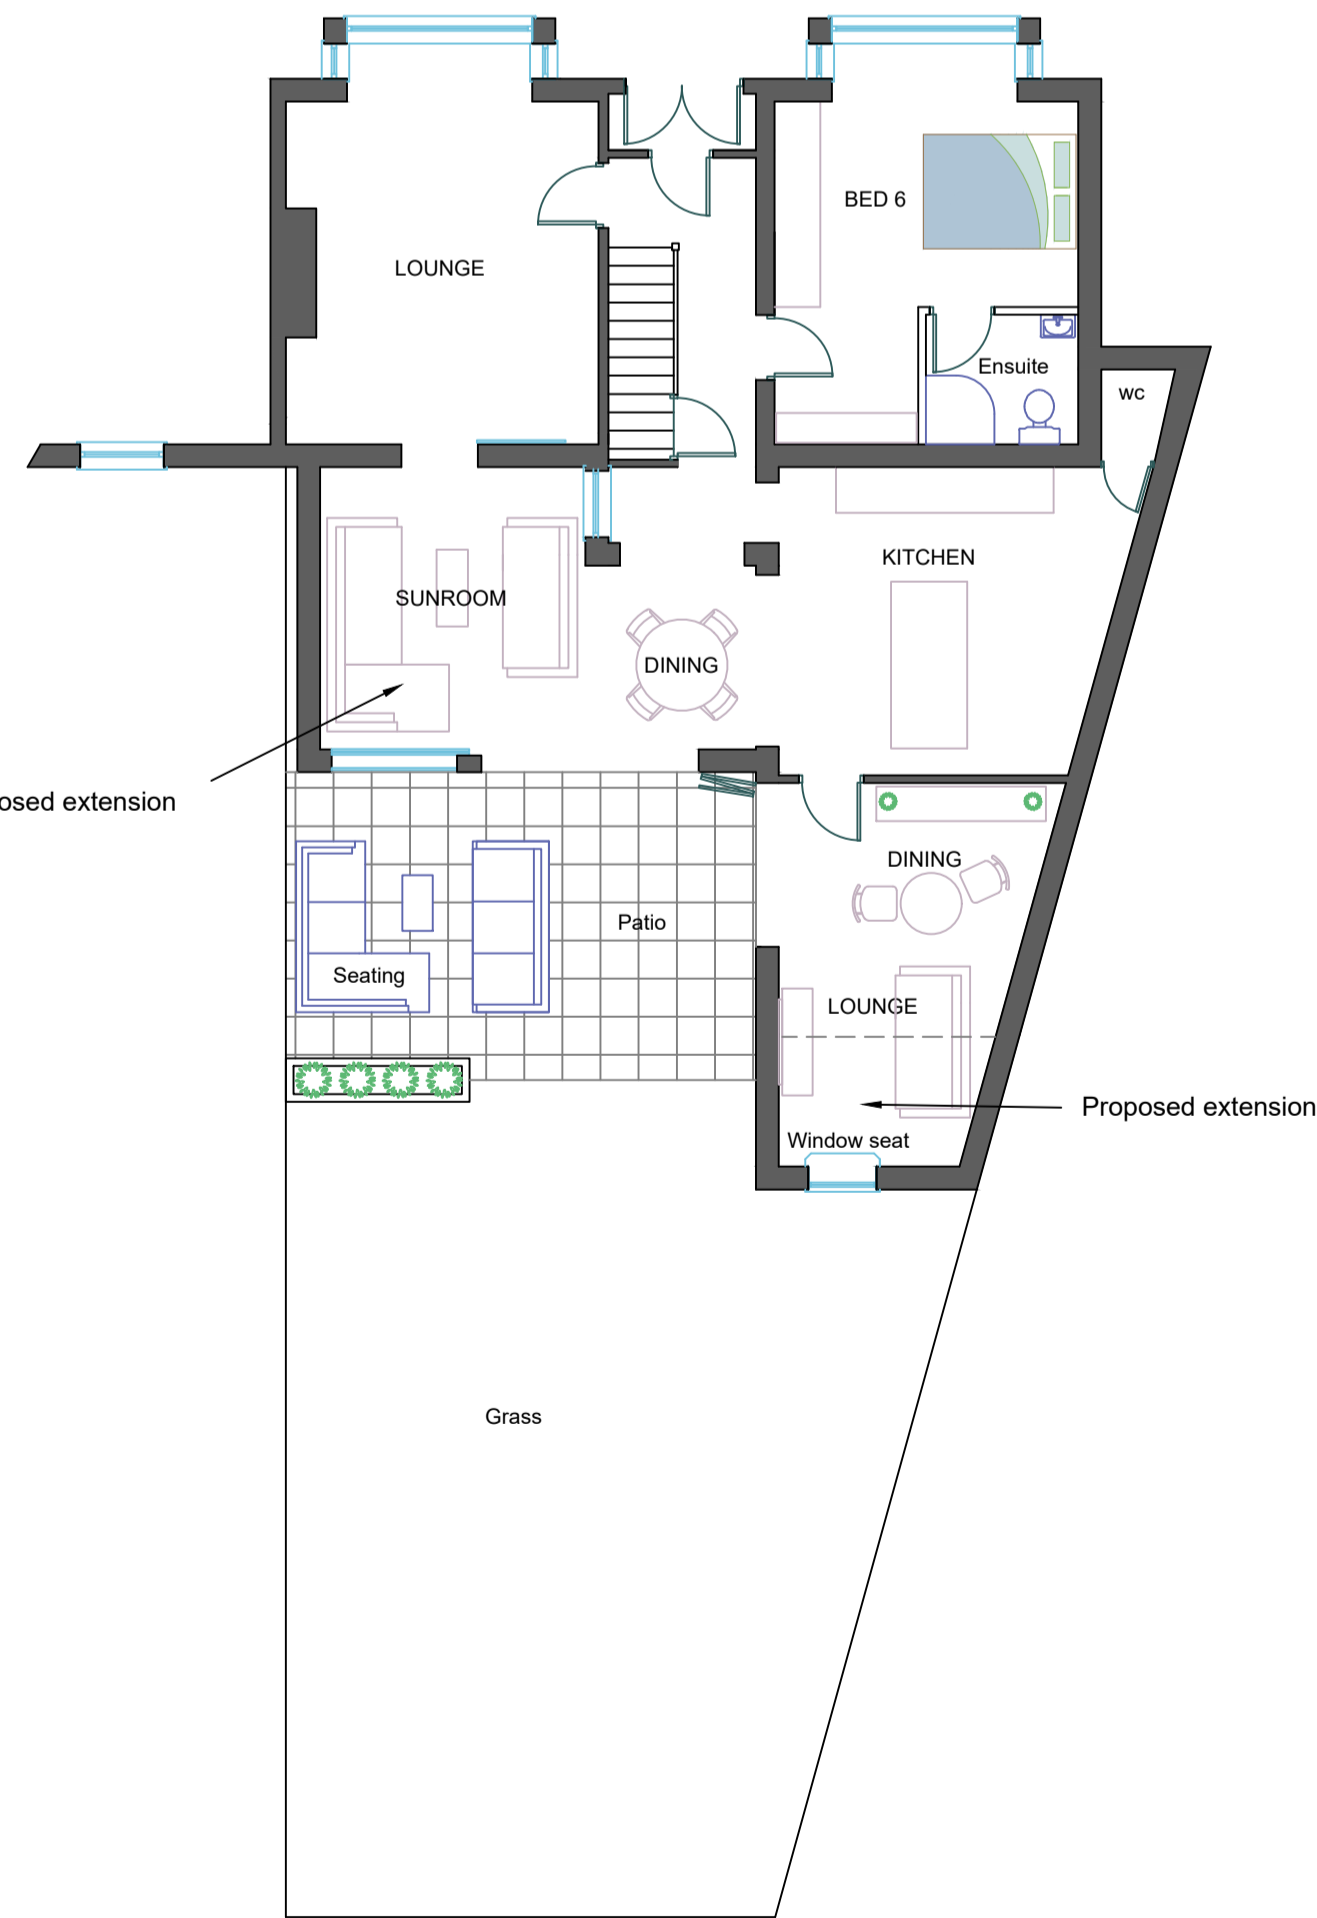 BED 6
LOUNGE
Ensuite
wc
KITCHEN
SUNROOM
DINING
osed extension
DINING
Patio
Seating
LOUNGE
Proposed extension
Window seat
Grass